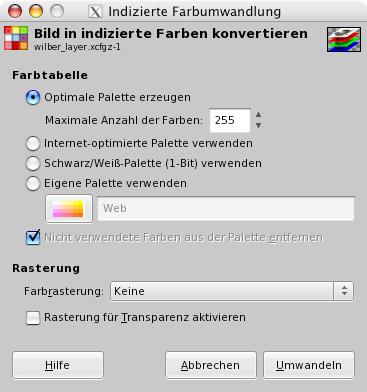 Indizierte Farbumwandlung
Bild in indizierte Farben konvertieren
wilber_layer.xcfgz-1
Farbtabelle
Optimale Palette erzeugen
Maximale Anzahl der Farben: 255
Internet-optimierte Palette verwenden
Schwarz/Weiß-Palette (1-Bit) verwenden
Eigene Palette verwenden
Web
Nicht verwendete Farben aus der Palette entfernen
Rasterung
Farbrasterung: Keine
Rasterung für Transparenz aktivieren
Hilfe Abbrechen Umwandeln